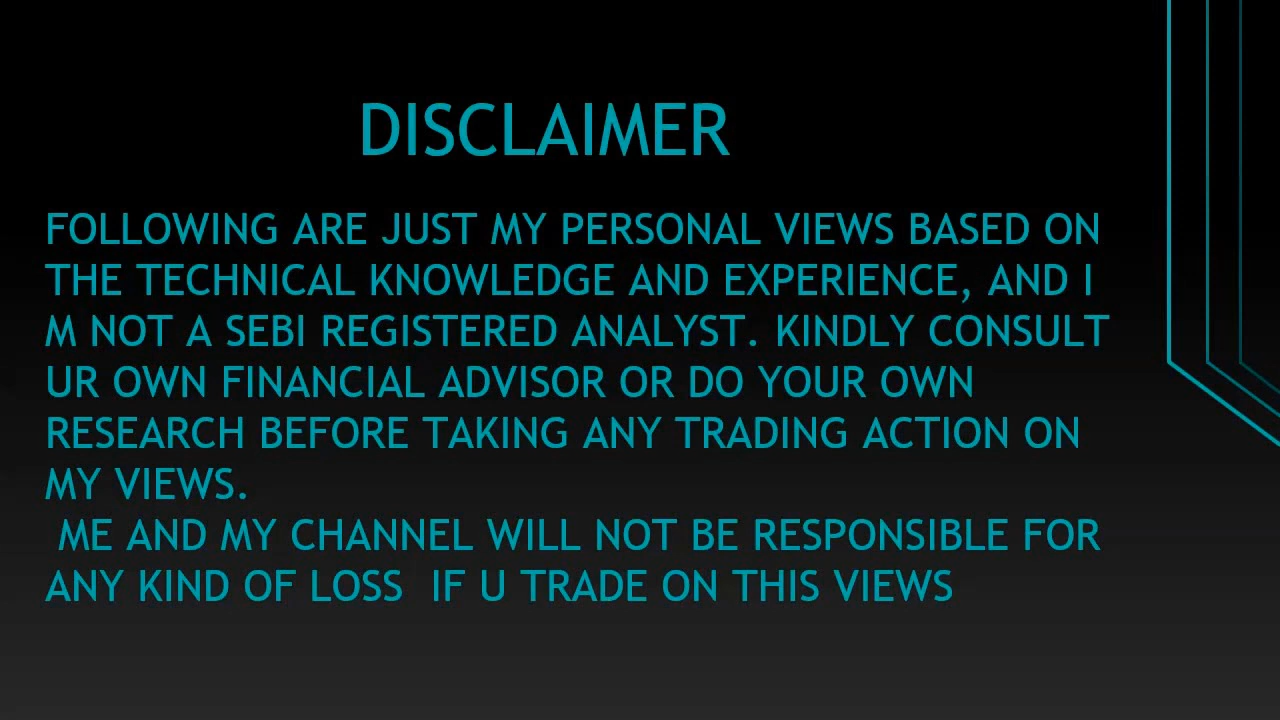 DISCLAIMER
FOLLOWING ARE JUST MY PERSONAL VIEWS BASED ON
THE TECHNICAL KNOWLEDGE AND EXPERIENCE, AND I
M NOT A SEBI REGISTERED ANALYST. KINDLY CONSULT
UR OWN FINANCIAL ADVISOR OR DO YOUR OWN
RESEARCH BEFORE TAKING ANY TRADING ACTION ON
MY VIEWS.
ME AND MY CHANNEL WILL NOT BE RESPONSIBLE FOR
ANY KIND OF LOSS  IF U TRADE ON THIS VIEWS